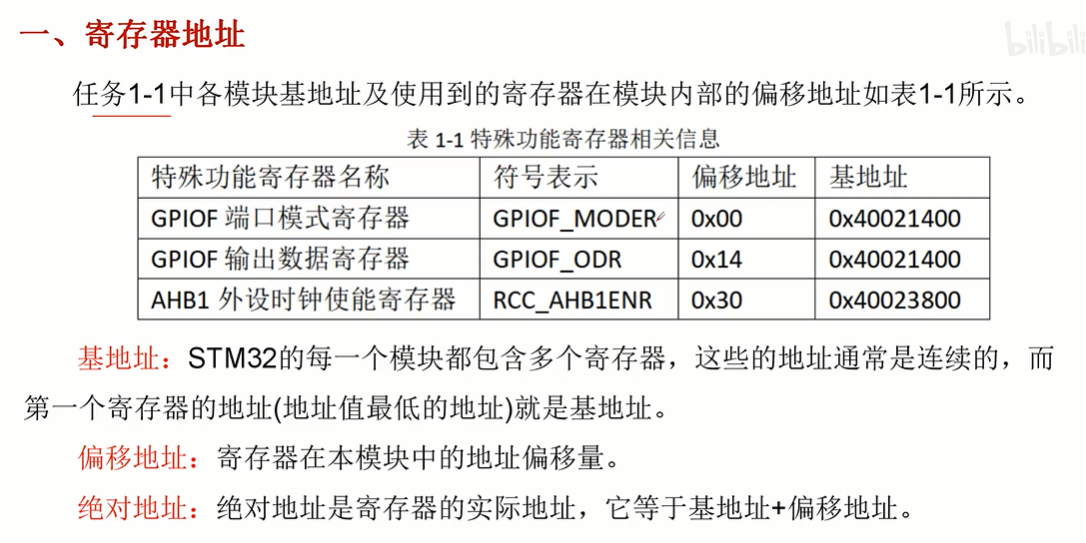 一、寄存器地址
bilibili
任务1-1中各模块基地址及使用到的寄存器在模块内部的偏移地址如表1-1所示。
表 1-1 特殊功能寄存器相关信息
特殊功能寄存器名称 符号表示 偏移地址 基地址
GPIOF 端口模式寄存器 GPIOF_MODER 0x00 0x40021400
GPIOF 输出数据寄存器 GPIOF_ODR 0x14 0x40021400
AHB1 外设时钟使能寄存器 RCC_AHB1ENR 0x30 0x40023800
基地址：STM32的每一个模块都包含多个寄存器，这些的地址通常是连续的，而
第一个寄存器的地址(地址值最低的地址)就是基地址。
偏移地址：寄存器在本模块中的地址偏移量。
绝对地址：绝对地址是寄存器的实际地址，它等于基地址+偏移地址。